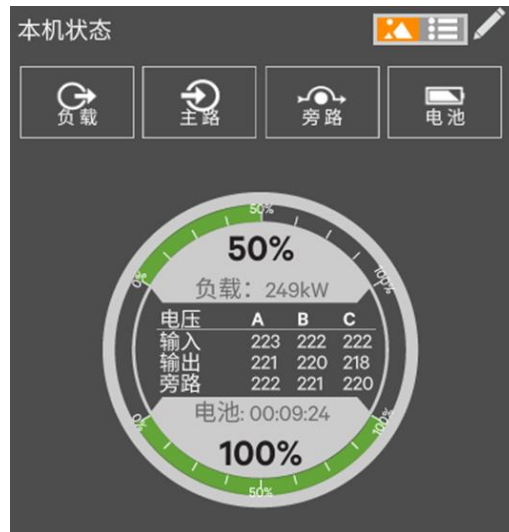 本机状态
负载 主路 旁路 电池
50%
0% 100%
50%
负载：249kW
电压 A B C
输入 223 222 222
输出 221 220 218
旁路 222 221 220
电池: 00:09:24
100%
0% 100%
50%